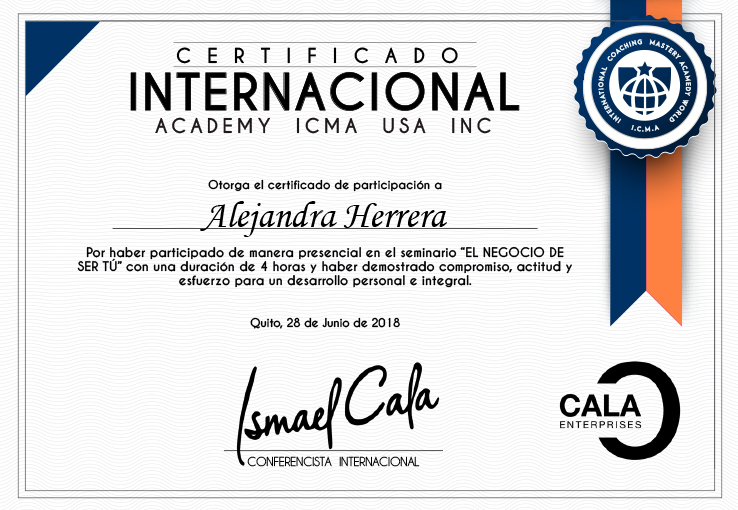 CERTIFICADO
INTERNACIONAL
ACADEMY ICMA USA INC
INTERNATIONAL COACHING MASTERY ACAMEDY WORLD
I.C.M.A
Otorga el certificado de participación a
Alejandra Herrera
Por haber participado de manera presencial en el seminario “EL NEGOCIO DE
SER TÚ” con una duración de 4 horas y haber demostrado compromiso, actitud y
esfuerzo para un desarrollo personal e integral.
Quito, 28 de Junio de 2018
Ismael Cala
CONFERENCISTA INTERNACIONAL
CALA
ENTERPRISES